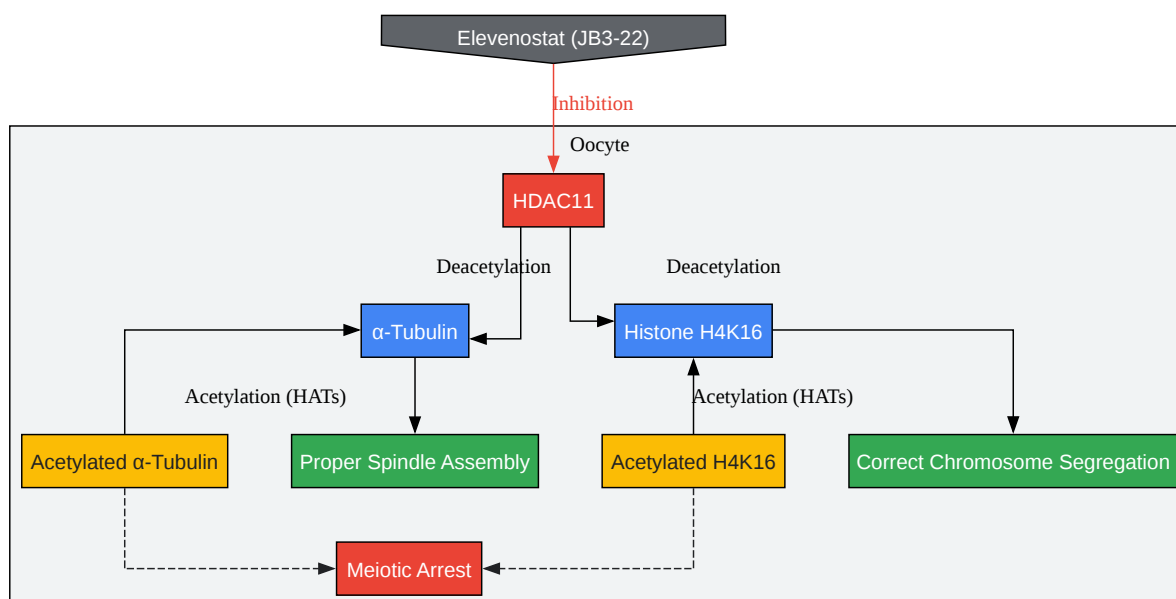 Elevenostat (JB3-22)
Inhibition
Oocyte
HDAC11
Deacetylation
Deacetylation
α-Tubulin
Histone H4K16
Acetylation (HATs)
Acetylation (HATs)
Acetylated α-Tubulin
Proper Spindle Assembly
Acetylated H4K16
Correct Chromosome Segregation
Meiotic Arrest